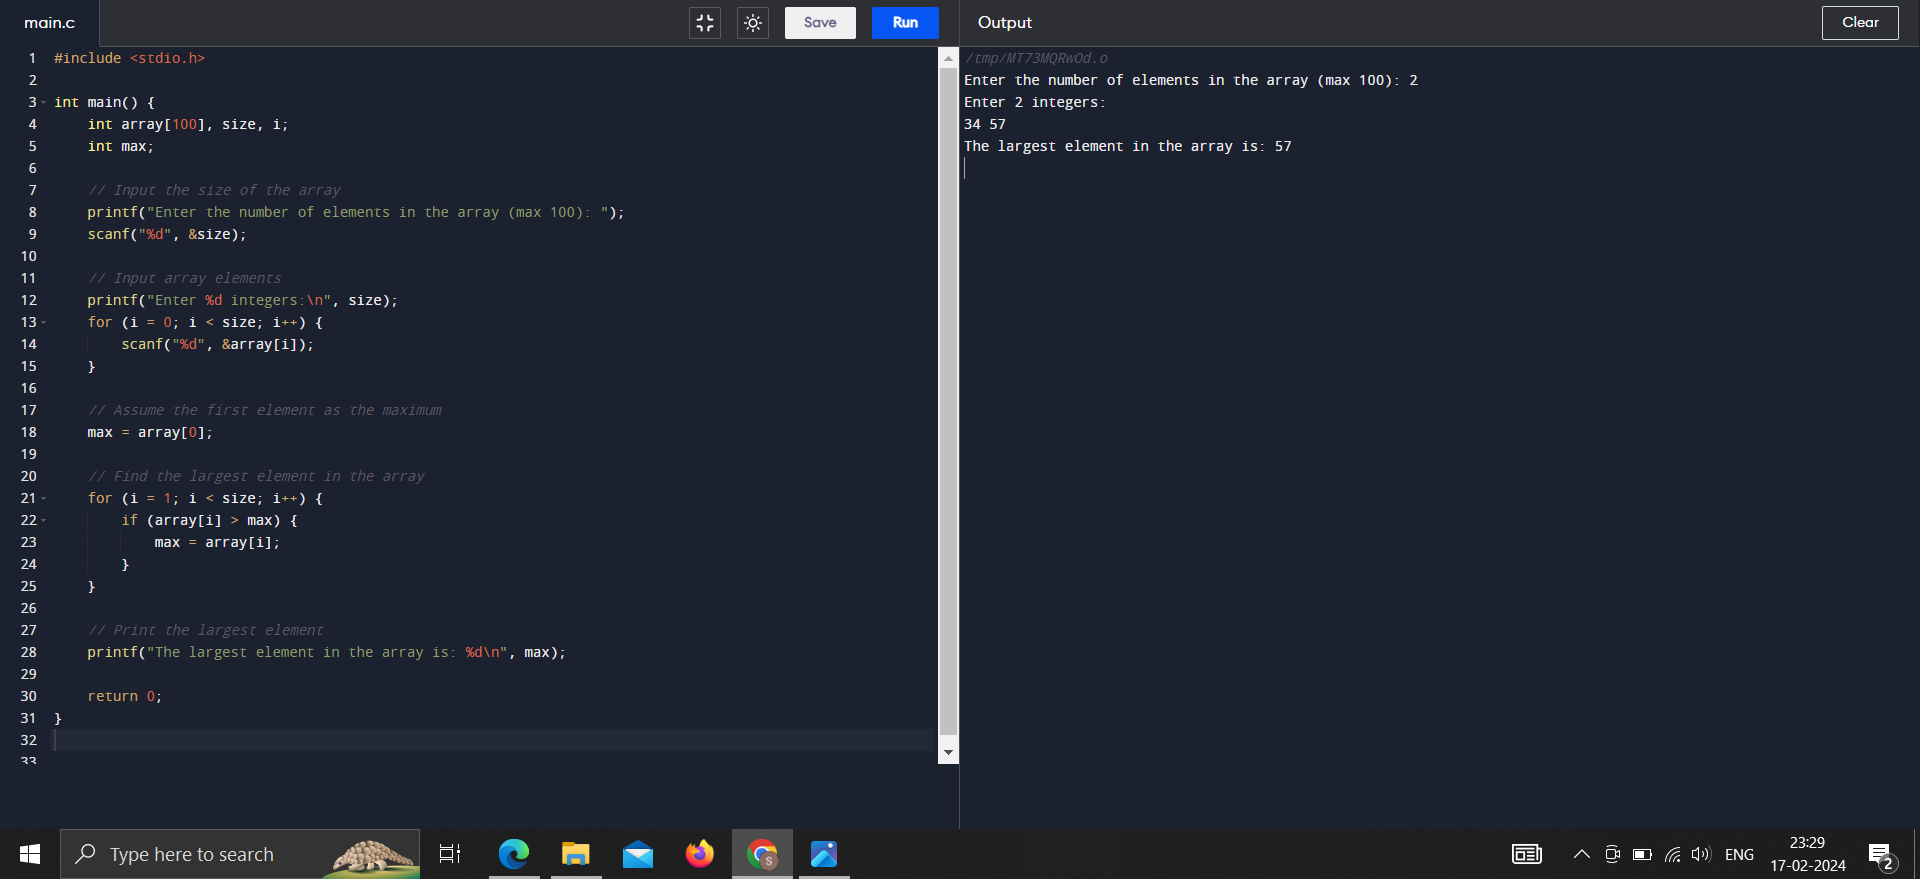 main.c
Save
Run
Output
Clear
1 #include <stdio.h>
2
3 int main() {
4 int array[100], size, i;
5 int max;
6
7 // Input the size of the array
8 printf("Enter the number of elements in the array (max 100): ");
9 scanf("%d", &size);
10
11 // Input array elements
12 printf("Enter %d integers:\n", size);
13 for (i = 0; i < size; i++) {
14 scanf("%d", &array[i]);
15 }
16
17 // Assume the first element as the maximum
18 max = array[0];
19
20 // Find the largest element in the array
21 for (i = 1; i < size; i++) {
22 if (array[i] > max) {
23 max = array[i];
24 }
25 }
26
27 // Print the largest element
28 printf("The largest element in the array is: %d\n", max);
29
30 return 0;
31 }
32
33
/tmp/MT73MQRwOd.o
Enter the number of elements in the array (max 100): 2
Enter 2 integers:
34 57
The largest element in the array is: 57
Type here to search
S
ENG
23:29
17-02-2024
2